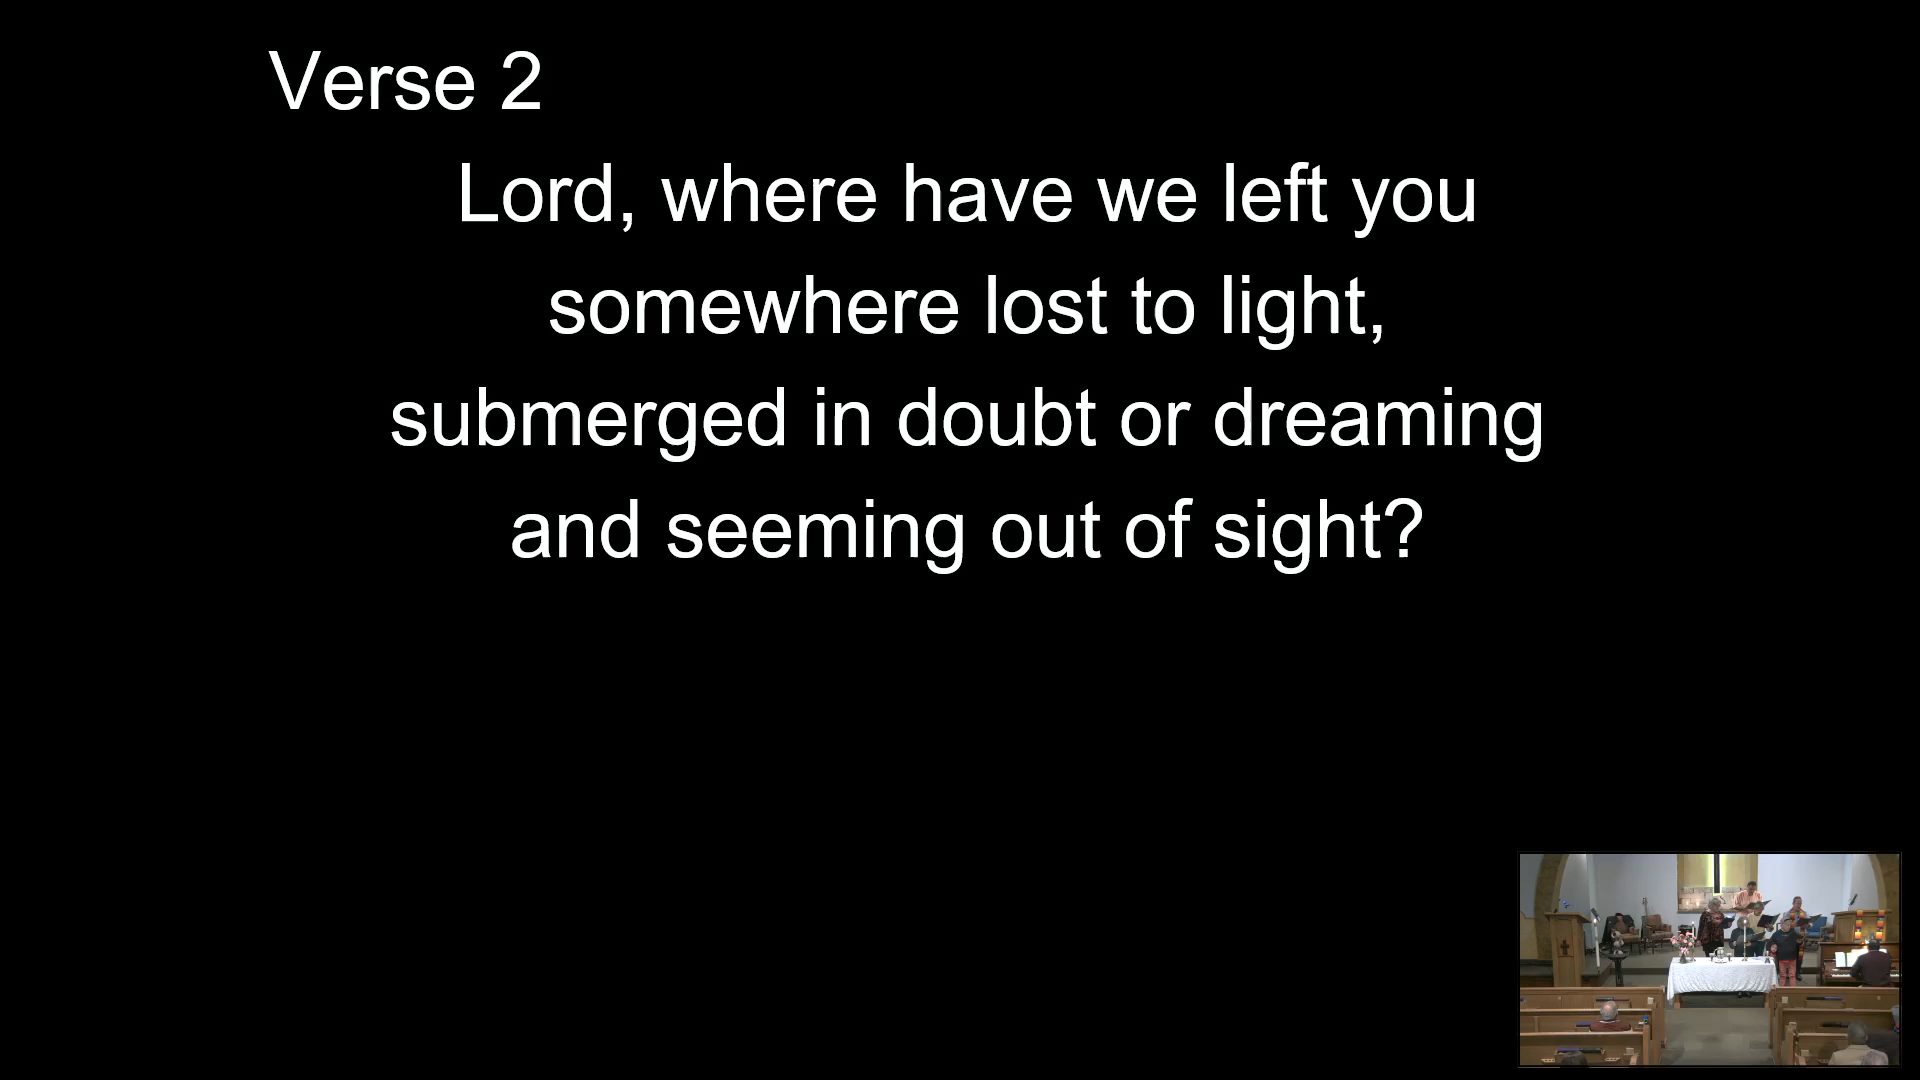 Verse 2
Lord, where have we left you
somewhere lost to light,
submerged in doubt or dreaming
and seeming out of sight?